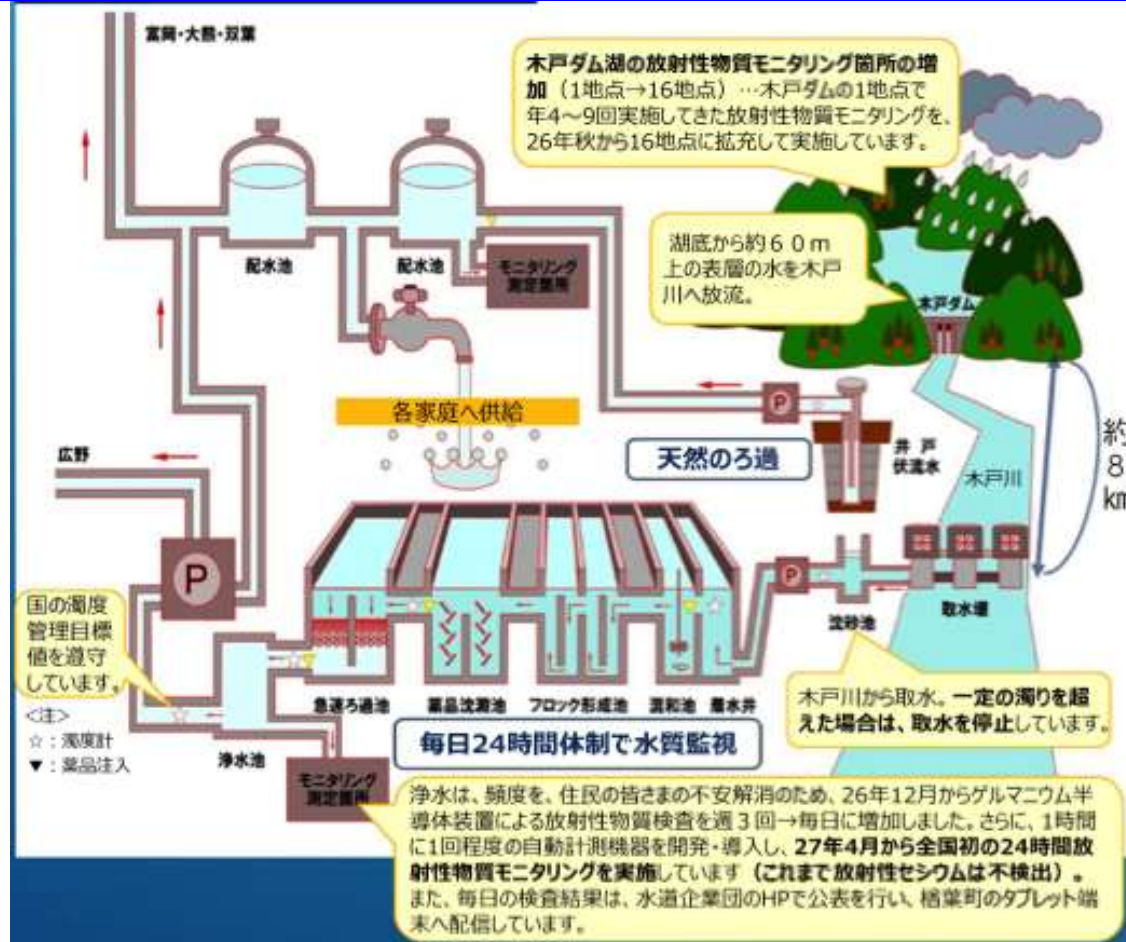 富岡・大熊・双葉
木戸ダム湖の放射性物質モニタリング箇所の増
加（1地点→16地点）…木戸ダムの1地点で
年4～9回実施してきた放射性物質モニタリングを、
26年秋から16地点に拡充して実施しています。
湖底から約６０ｍ
上の表層の水を木戸
川へ放流。
木戸ダム
配水池
配水池
モニタリング
測定箇所
各家庭へ供給
P
天然のろ過
井 戸
伏流水
木戸川
約
8
km
広野
P
P
沈砂池
取水堰
国の濁度
管理目標
値を遵守
しています。
<注>
☆：濁度計
▼：薬品注入
急速ろ過池
薬品沈澱池
フロック形成池
混和池
着水井
浄水池
毎日24時間体制で水質監視
木戸川から取水。一定の濁りを超
えた場合は、取水を停止しています。
モニタリング
測定箇所
浄水は、頻度を、住民の皆さまの不安解消のため、26年12月からゲルマニウム半
導体装置による放射性物質検査を週３回→毎日に増加しました。さらに、1時間
に1回程度の自動計測機器を開発・導入し、27年4月から全国初の24時間放
射性物質モニタリングを実施しています（これまで放射性セシウムは不検出）。
また、毎日の検査結果は、水道企業団のHPで公表を行い、楢葉町のタブレット端
末へ配信しています。